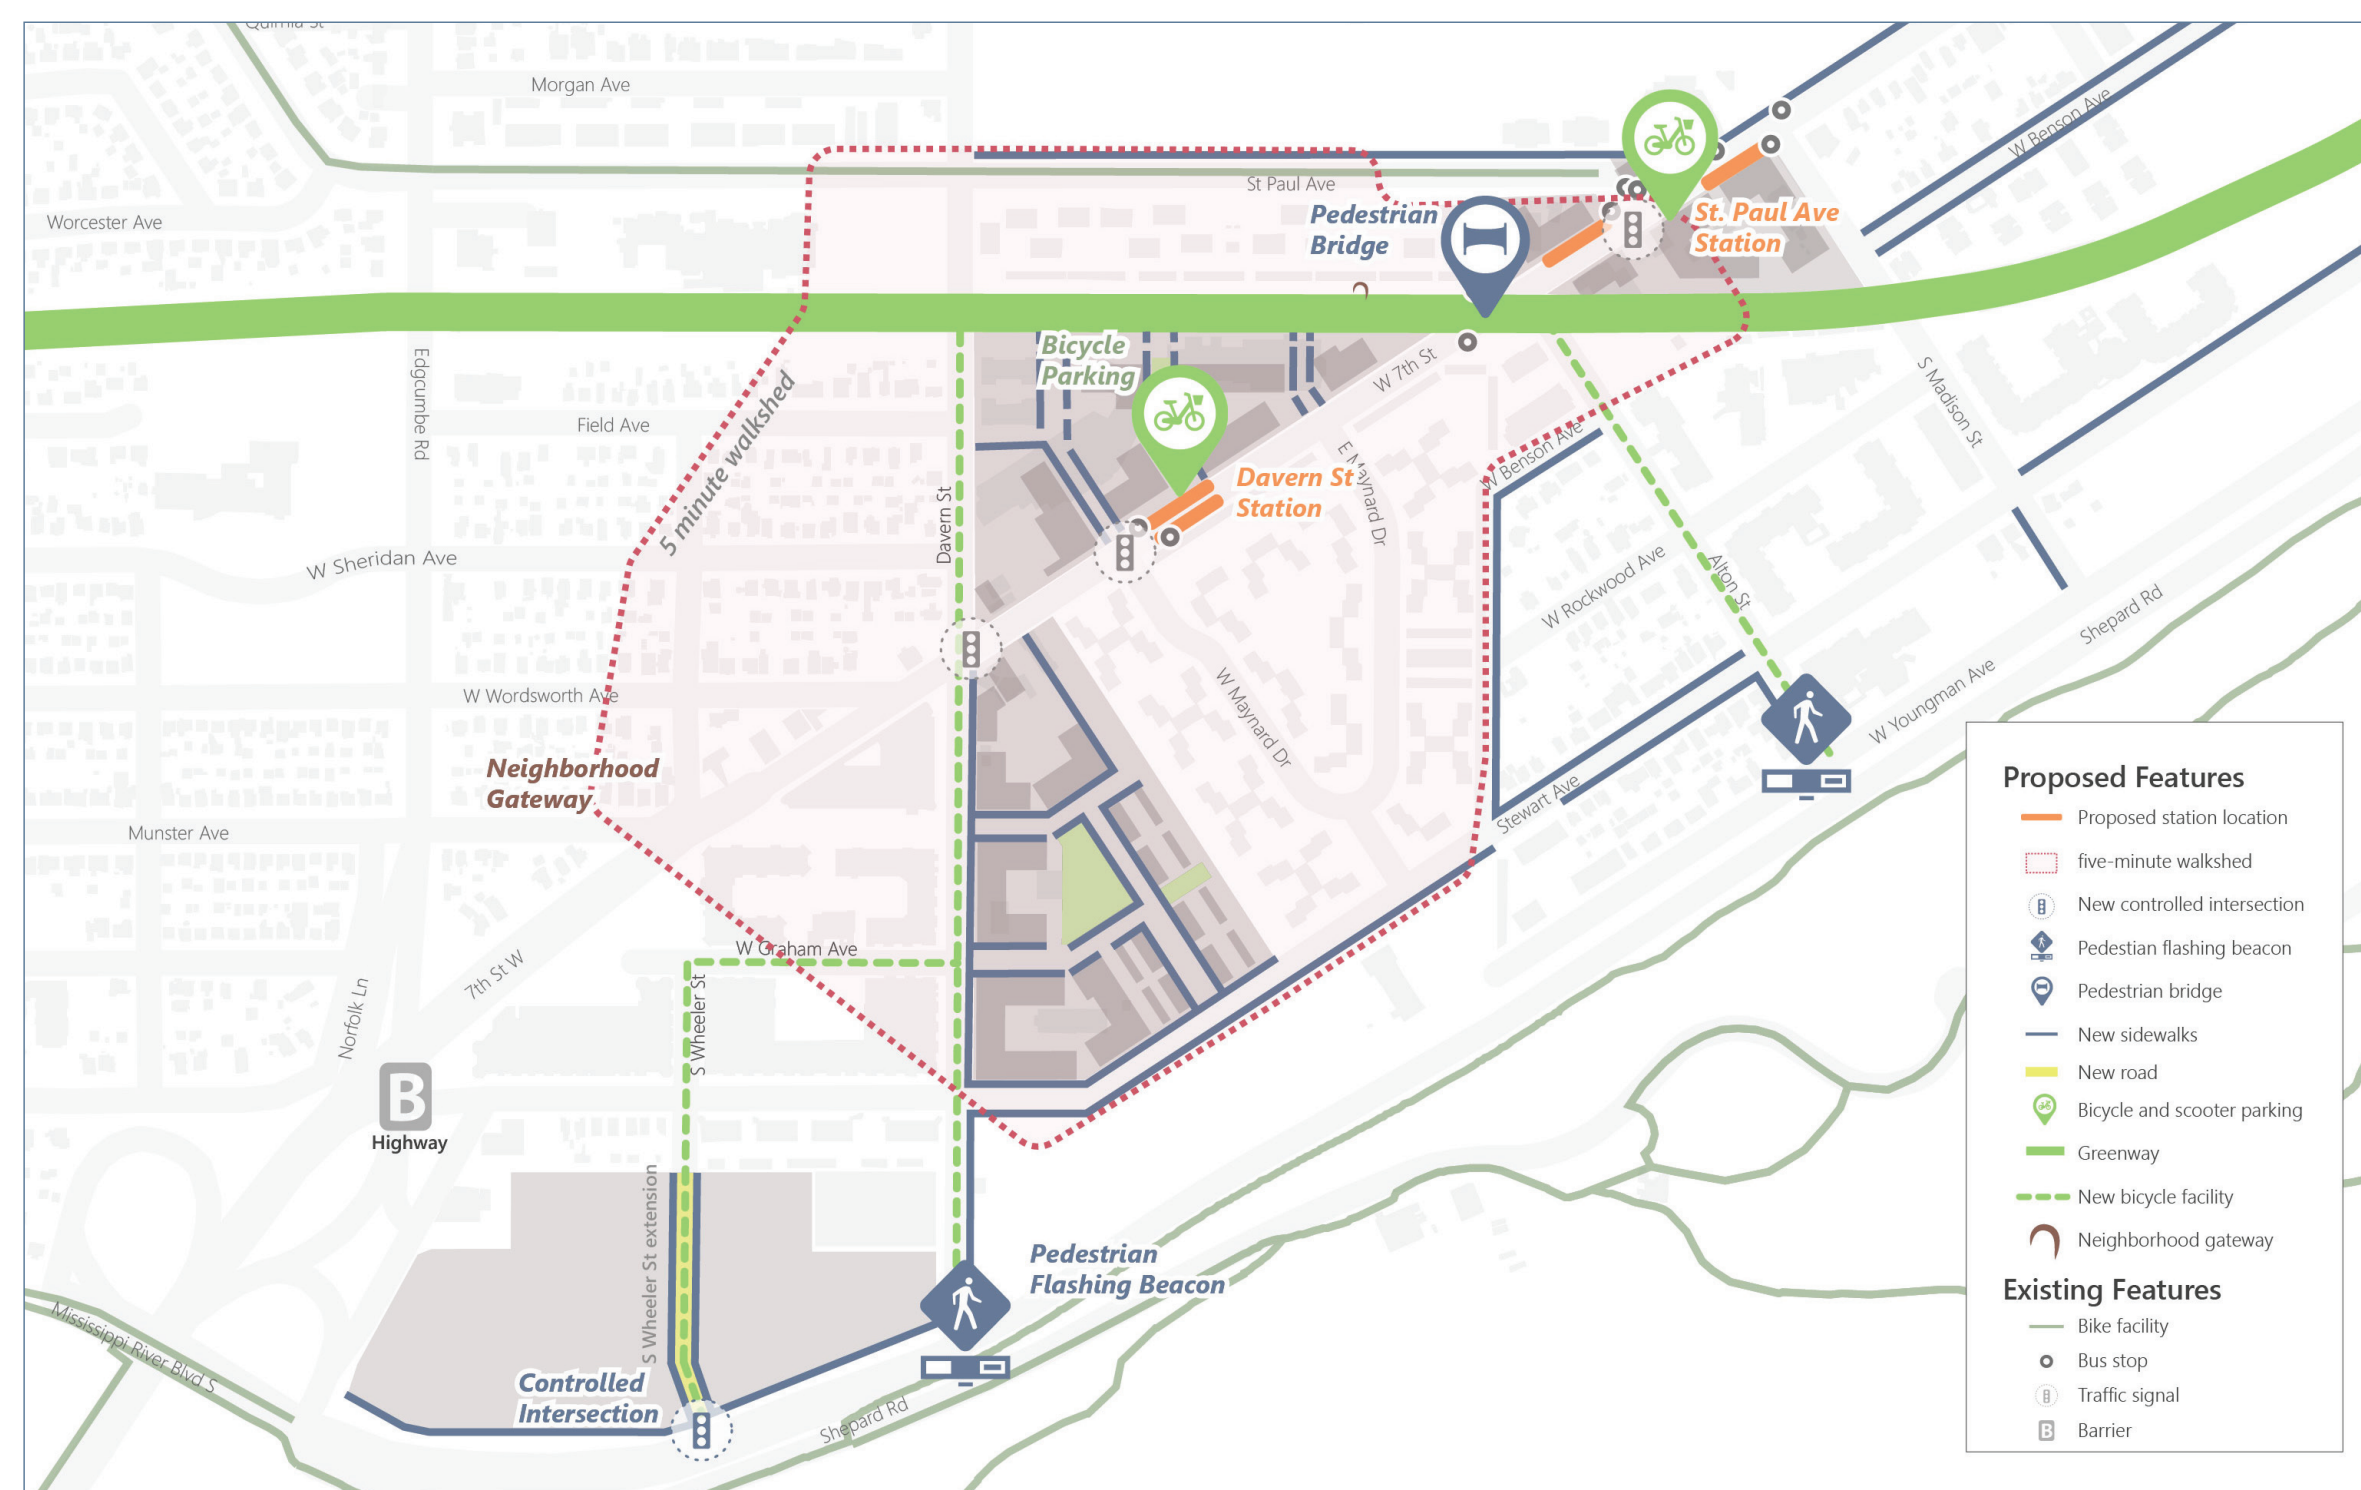 Morgan Ave
Worcester Ave
St Paul Ave
W Benson Ave
Pedestrian
Bridge
St. Paul Ave
Station
Bicycle
Parking
W 7th St
S Madison St
Edgcumbe Rd
Field Ave
5 minute walkshed
Davern St
W Sheridan Ave
Davern St
Station
E Maynard Dr
W Benson Ave
W Rockwood Ave
Alton St
Shepard Rd
W Wordsworth Ave
W Maynard Dr
W Youngman Ave
Neighborhood
Gateway
Munster Ave
Stewart Ave
W Graham Ave
7th St W
Norfolk Ln
S Wheeler St
B
Highway
S Wheeler St extension
Pedestrian
Flashing Beacon
Mississippi River Blvd S
Controlled
Intersection
Shepard Rd
Proposed Features
Proposed station location
five-minute walkshed
New controlled intersection
Pedestian flashing beacon
Pedestrian bridge
New sidewalks
New road
Bicycle and scooter parking
Greenway
New bicycle facility
Neighborhood gateway
Existing Features
Bike facility
Bus stop
Traffic signal
B Barrier